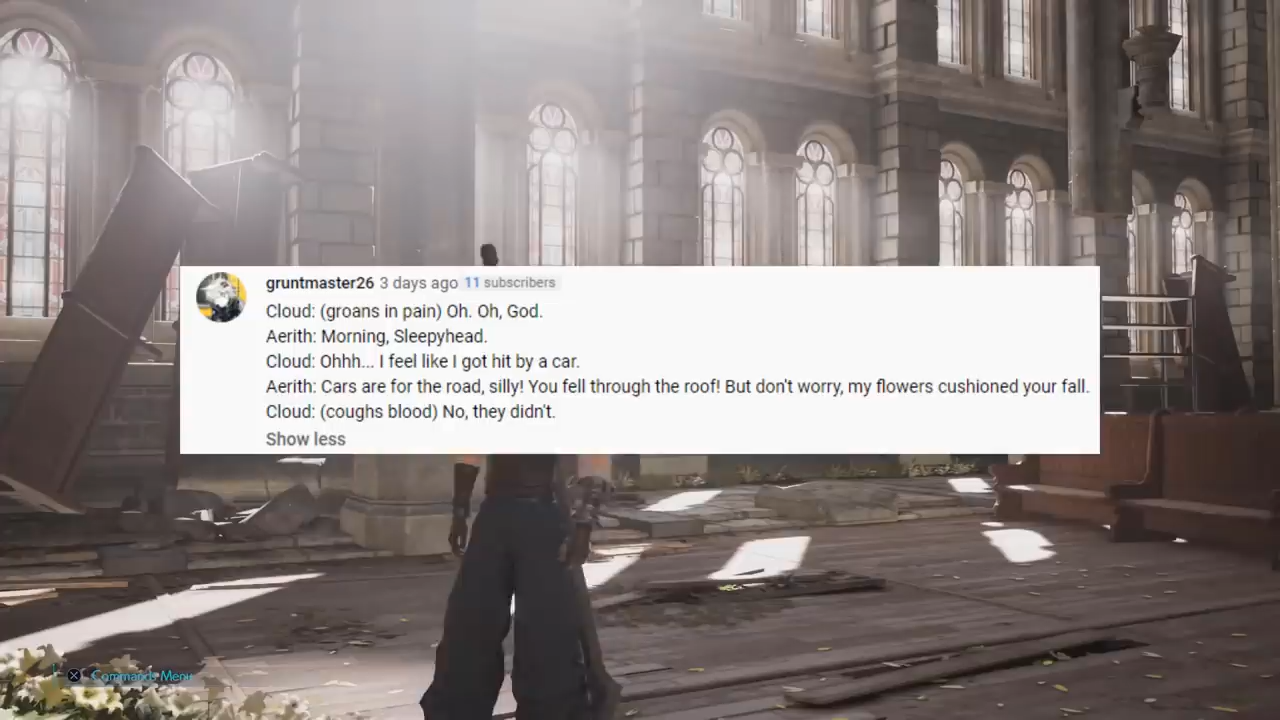 gruntmaster26 3 days ago 11 subscribers
Cloud: (groans in pain) Oh. Oh, God.
Aerith: Morning, Sleepyhead.
Cloud: Ohhh... I feel like I got hit by a car.
Aerith: Cars are for the road, silly! You fell through the roof! But don't worry, my flowers cushioned your fall.
Cloud: (coughs blood) No, they didn't.
Show less
Commands Menu